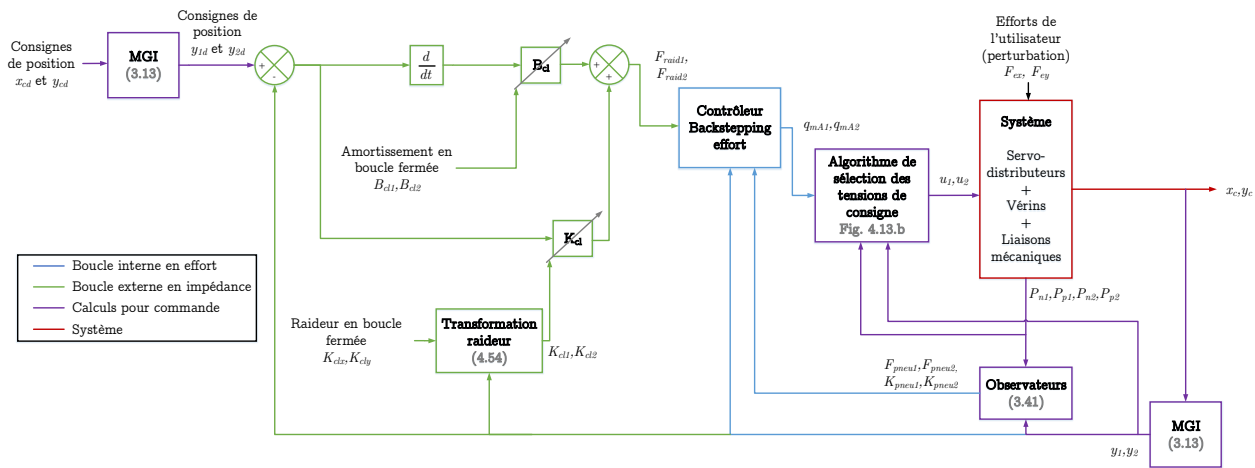 Consignes
de position
x_cd et y_cd
MGI
(3.13)
Consignes de
position
y_1d et y_2d
+
-
d
dt
B_cl
+
+
F_raid1,
F_raid2
Amortissement en
boucle fermée
B_cl1,B_cl2
K_cl
Raideur en boucle
fermée
K_clx,K_cly
Transformation
raideur
(4.54)
K_cl1,K_cl2
Contrôleur
Backstepping
effort
q_mA1,q_mA2
Algorithme de
sélection des
tensions de
consigne
Fig. 4.13.b
u_1,u_2
Efforts de
l'utilisateur
(perturbation)
F_ex, F_ey
Système
Servo-
distributeurs
+
Vérins
+
Liaisons
mécaniques
x_c,y_c
P_n1,P_p1,P_n2,P_p2
F_pneu1,F_pneu2,
K_pneu1,K_pneu2
Observateurs
(3.41)
MGI
(3.13)
y_1,y_2
Boucle interne en effort
Boucle externe en impédance
Calculs pour commande
Système